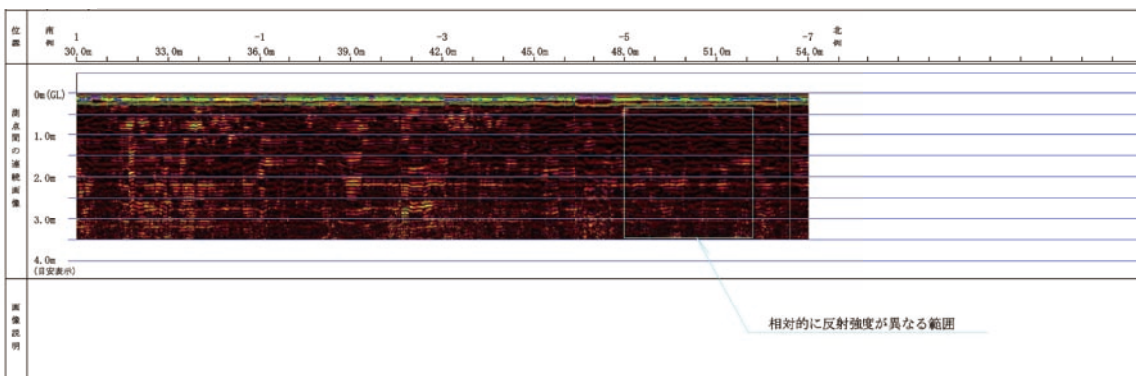 位置
南側
1 -1 -3 -5 -7
北側
30.0m 33.0m 36.0m 39.0m 42.0m 45.0m 48.0m 51.0m 54.0m
測点間の連続画像
0m(GL)
1.0m
2.0m
3.0m
4.0m
(目安表示)
画像説明
相対的に反射強度が異なる範囲